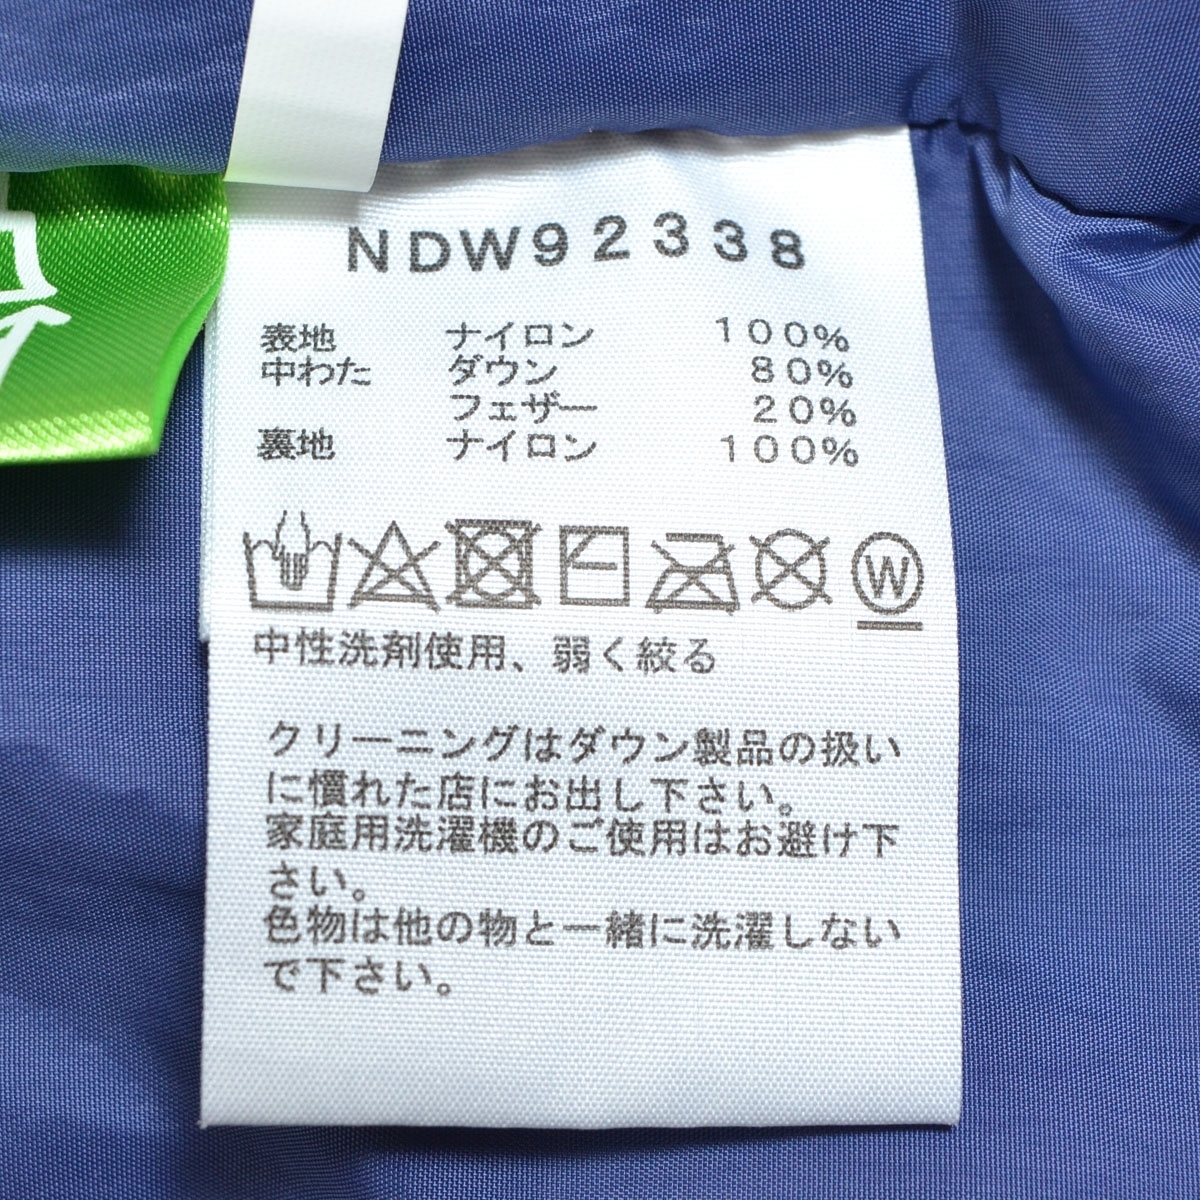 NDW92338
表地 ナイロン 100%
中わた ダウン 80%
フェザー 20%
裏地 ナイロン 100%
W
中性洗剤使用、弱く絞る
クリーニングはダウン製品の扱い
に慣れた店にお出し下さい。
家庭用洗濯機のご使用はお避け下
さい。
色物は他の物と一緒に洗濯しない
で下さい。